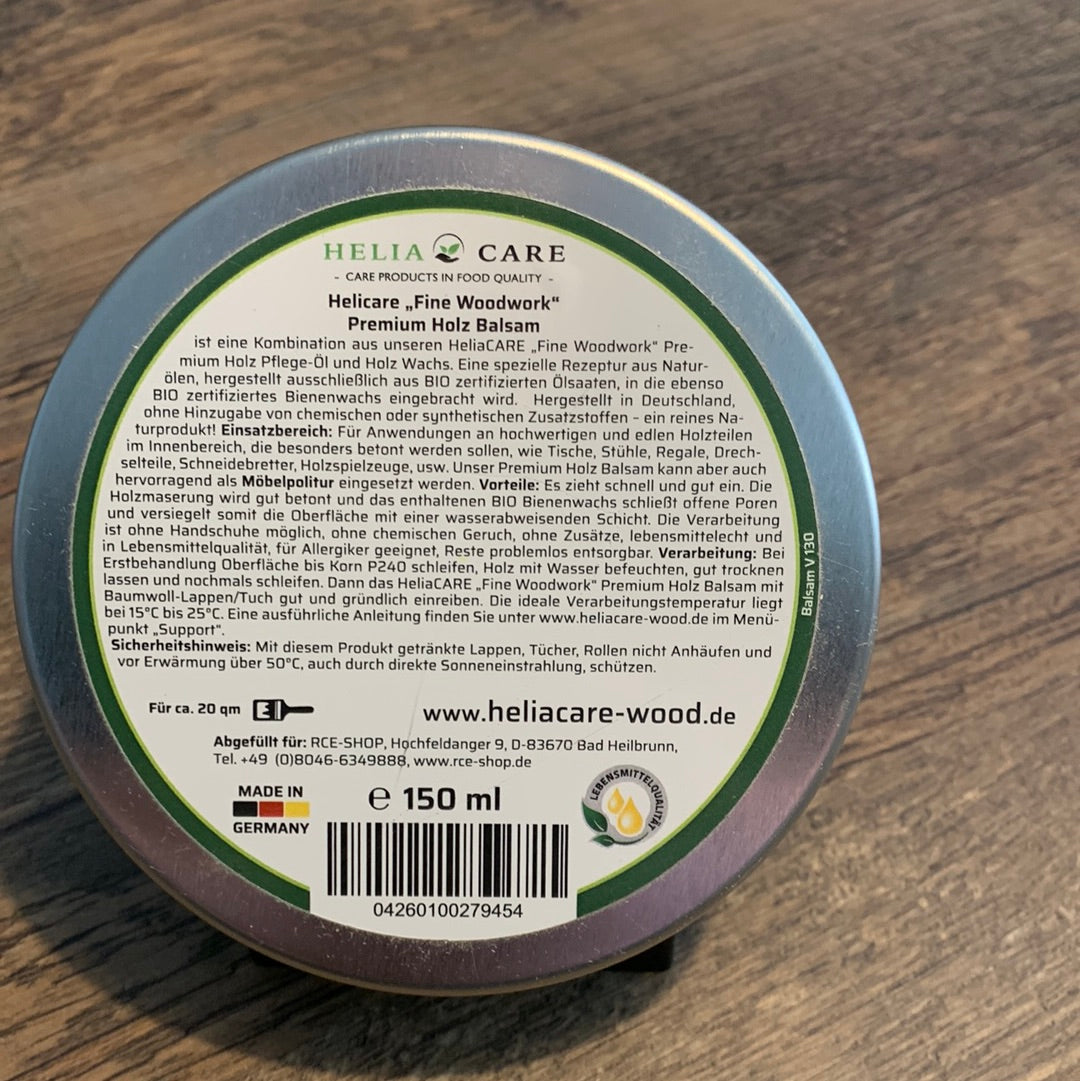 HELIA CARE
- CARE PRODUCTS IN FOOD QUALITY -
Helicare „Fine Woodwork“
Premium Holz Balsam
ist eine Kombination aus unseren HeliaCARE „Fine Woodwork“ Pre-
mium Holz Pflege-Öl und Holz Wachs. Eine spezielle Rezeptur aus Natur-
ölen, hergestellt ausschließlich aus BIO zertifizierten Ölsaaten, in die ebenso
BIO zertifiziertes Bienenwachs eingebracht wird. Hergestellt in Deutschland,
ohne Hinzugabe von chemischen oder synthetischen Zusatzstoffen – ein reines Na-
turprodukt! Einsatzbereich: Für Anwendungen an hochwertigen und edlen Holzteilen
im Innenbereich, die besonders betont werden sollen, wie Tische, Stühle, Regale, Drech-
selteile, Schneidebretter, Holzspielzeuge, usw. Unser Premium Holz Balsam kann aber auch
hervorragend als Möbelpolitur eingesetzt werden. Vorteile: Es zieht schnell und gut ein. Die
Holzmaserung wird gut betont und das enthaltenen BIO Bienenwachs schließt offene Poren
und versiegelt somit die Oberfläche mit einer wasserabweisenden Schicht. Die Verarbeitung
ist ohne Handschuhe möglich, ohne chemischen Geruch, ohne Zusätze, lebensmittelecht und
in Lebensmittelqualität, für Allergiker geeignet, Reste problemlos entsorgbar. Verarbeitung: Bei
Erstbehandlung Oberfläche bis Korn P240 schleifen, Holz mit Wasser befeuchten, gut trocknen
lassen und nochmals schleifen. Dann das HeliaCARE „Fine Woodwork“ Premium Holz Balsam mit
Baumwoll-Lappen/Tuch gut und gründlich einreiben. Die ideale Verarbeitungstemperatur liegt
bei 15°C bis 25°C. Eine ausführliche Anleitung finden Sie unter www.heliacare-wood.de im Menü-
punkt „Support“.
Sicherheitshinweis: Mit diesem Produkt getränkte Lappen, Tücher, Rollen nicht Anhäufen und
vor Erwärmung über 50°C, auch durch direkte Sonneneinstrahlung, schützen.
Balsam V 130
Für ca. 20 qm E
www.heliacare-wood.de
Abgefüllt für: RCE-SHOP, Hochfeldanger 9, D-83670 Bad Heilbrunn,
Tel. +49 (0)8046-6349888, www.rce-shop.de
MADE IN
GERMANY
℮ 150 ml
LEBENSMITTELQUALITÄT
04260100279454